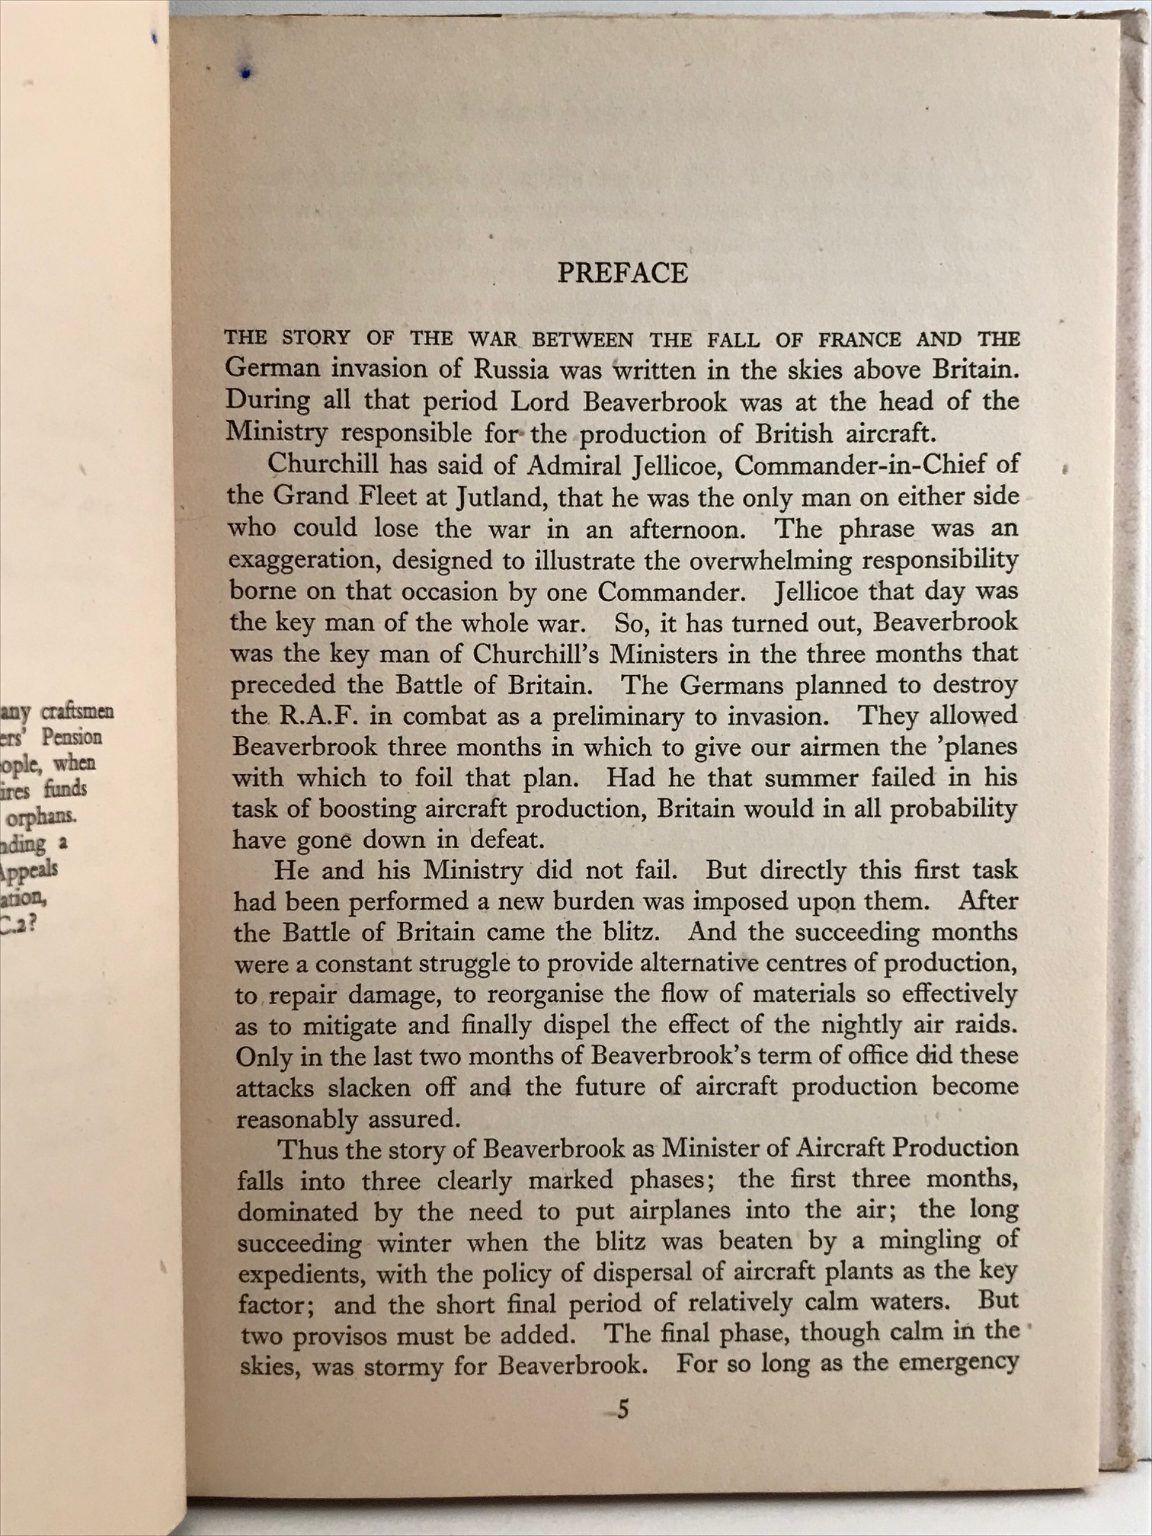 any craftsmen
ers' Pension
ople, when
ires funds
orphans.
nding a
Appeals
ation,
C.2?
PREFACE
THE STORY OF THE WAR BETWEEN THE FALL OF FRANCE AND THE
German invasion of Russia was written in the skies above Britain.
During all that period Lord Beaverbrook was at the head of the
Ministry responsible for the production of British aircraft.
Churchill has said of Admiral Jellicoe, Commander-in-Chief of
the Grand Fleet at Jutland, that he was the only man on either side
who could lose the war in an afternoon. The phrase was an
exaggeration, designed to illustrate the overwhelming responsibility
borne on that occasion by one Commander. Jellicoe that day was
the key man of the whole war. So, it has turned out, Beaverbrook
was the key man of Churchill's Ministers in the three months that
preceded the Battle of Britain. The Germans planned to destroy
the R.A.F. in combat as a preliminary to invasion. They allowed
Beaverbrook three months in which to give our airmen the 'planes
with which to foil that plan. Had he that summer failed in his
task of boosting aircraft production, Britain would in all probability
have gone down in defeat.
He and his Ministry did not fail. But directly this first task
had been performed a new burden was imposed upon them. After
the Battle of Britain came the blitz. And the succeeding months
were a constant struggle to provide alternative centres of production,
to repair damage, to reorganise the flow of materials so effectively
as to mitigate and finally dispel the effect of the nightly air raids.
Only in the last two months of Beaverbrook's term of office did these
attacks slacken off and the future of aircraft production become
reasonably assured.
Thus the story of Beaverbrook as Minister of Aircraft Production
falls into three clearly marked phases; the first three months,
dominated by the need to put airplanes into the air; the long
succeeding winter when the blitz was beaten by a mingling of
expedients, with the policy of dispersal of aircraft plants as the key
factor; and the short final period of relatively calm waters. But
two provisos must be added. The final phase, though calm in the
skies, was stormy for Beaverbrook. For so long as the emergency
5